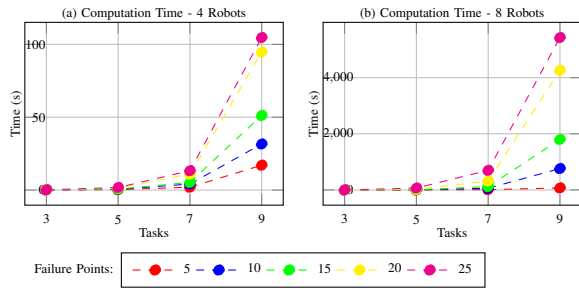 (a) Computation Time - 4 Robots
(b) Computation Time - 8 Robots
Time (s)
100
50
0
3 5 7 9
Tasks
Time (s)
4,000
2,000
0
3 5 7 9
Tasks
Failure Points: 5 10 15 20 25